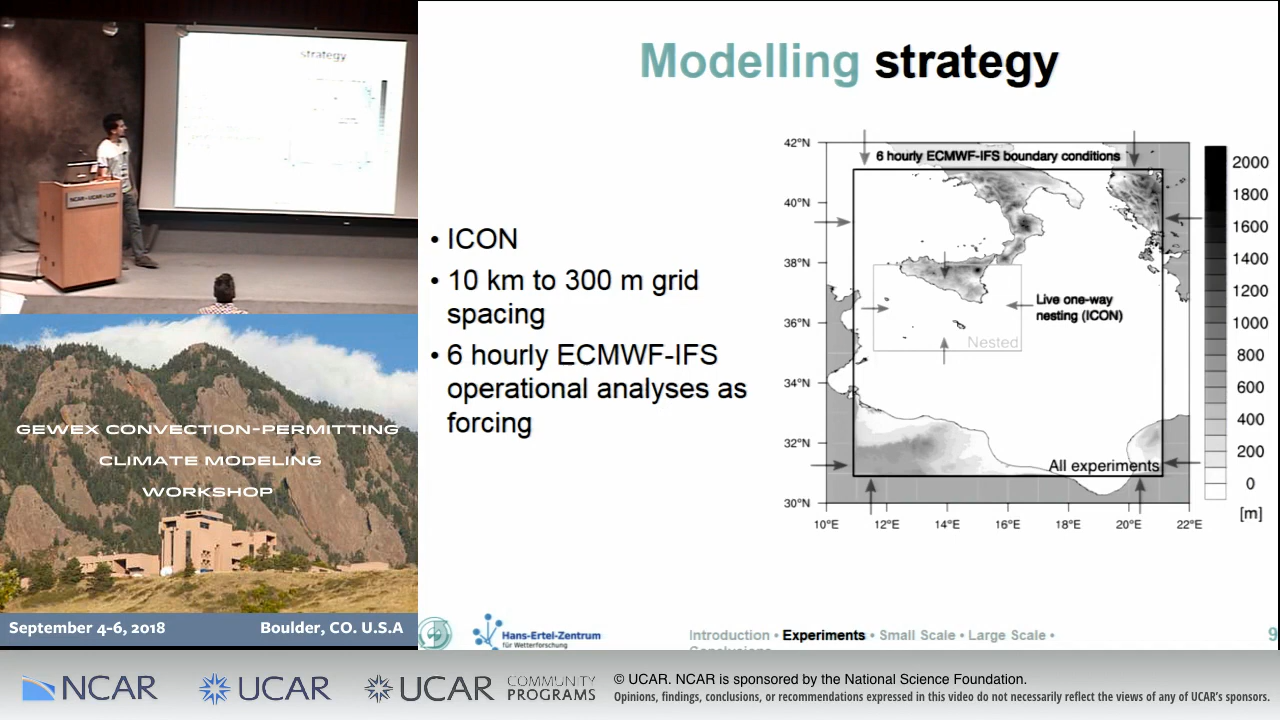 strategy
NCAR•UCAR•UCP
GEWEX CONVECTION-PERMITTING
CLIMATE MODELING
WORKSHOP
September 4-6, 2018
Boulder, CO. U.S.A
Modelling strategy
• ICON
• 10 km to 300 m grid
spacing
• 6 hourly ECMWF-IFS
operational analyses as
forcing
42°N
40°N
38°N
36°N
34°N
32°N
30°N
10°E
12°E
14°E
16°E
18°E
20°E
22°E
6 hourly ECMWF-IFS boundary conditions
Live one-way
nesting (ICON)
Nested
All experiments
2000
1800
1600
1400
1200
1000
800
600
400
200
0
[m]
Hans-Ertel-Zentrum
für Wetterforschung
Introduction • Experiments • Small Scale • Large Scale •
Conclusions
9
NCAR
UCAR
UCAR COMMUNITY
PROGRAMS
© UCAR. NCAR is sponsored by the National Science Foundation.
Opinions, findings, conclusions, or recommendations expressed in this video do not necessarily reflect the views of any of UCAR's sponsors.